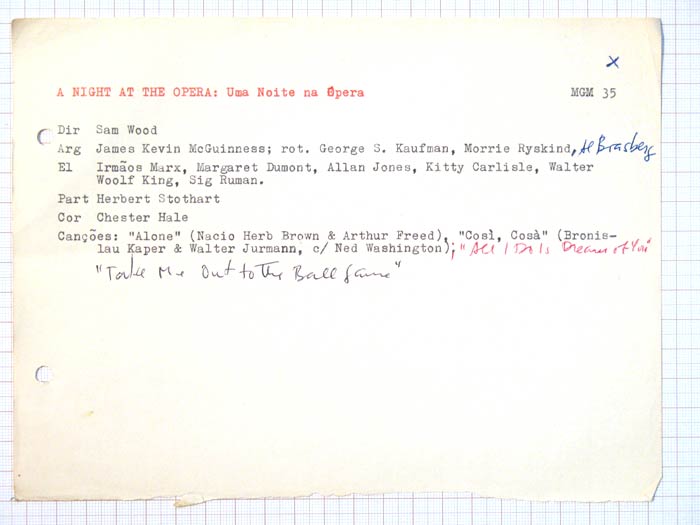 x
A NIGHT AT THE OPERA: Uma Noite na Ópera MGM 35
Dir Sam Wood
Arg James Kevin McGuinness; rot. George S. Kaufman, Morrie Ryskind, Al Brasberg
El Irmãos Marx, Margaret Dumont, Allan Jones, Kitty Carlisle, Walter
Woolf King, Sig Ruman.
Part Herbert Stothart
Cor Chester Hale
Canções: "Alone" (Nacio Herb Brown & Arthur Freed), "Così, Cosà" (Bronis-
lau Kaper & Walter Jurmann, c/ Ned Washington); "All I Do Is Dream of You"
"Take Me Out to The Ball Game"